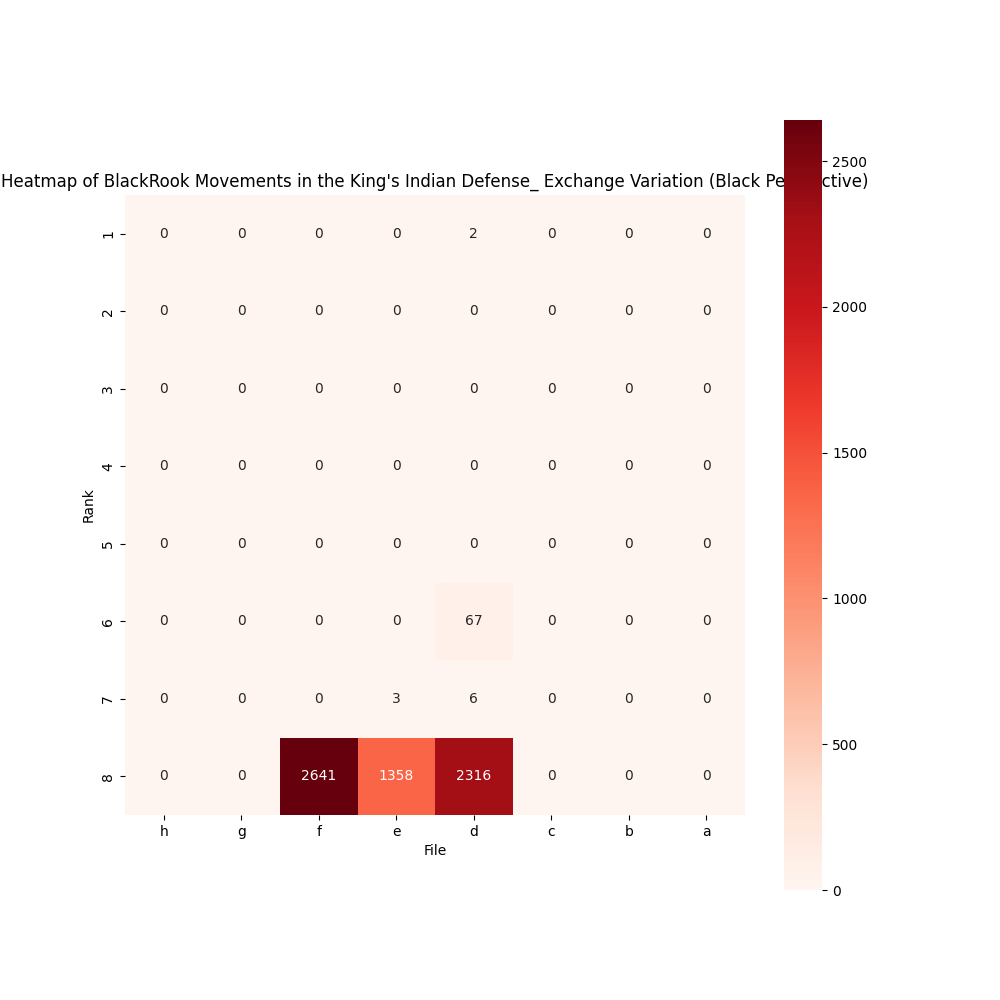 Heatmap of BlackRook Movements in the King's Indian Defense_ Exchange Variation (Black Pe ctive)
2500
2000
1500
1000
500
0
Rank
1 0 0 0 0 2 0 0 0
2 0 0 0 0 0 0 0 0
3 0 0 0 0 0 0 0 0
4 0 0 0 0 0 0 0 0
5 0 0 0 0 0 0 0 0
6 0 0 0 0 67 0 0 0
7 0 0 0 3 6 0 0 0
8 0 0 2641 1358 2316 0 0 0
h g f e d c b a
File